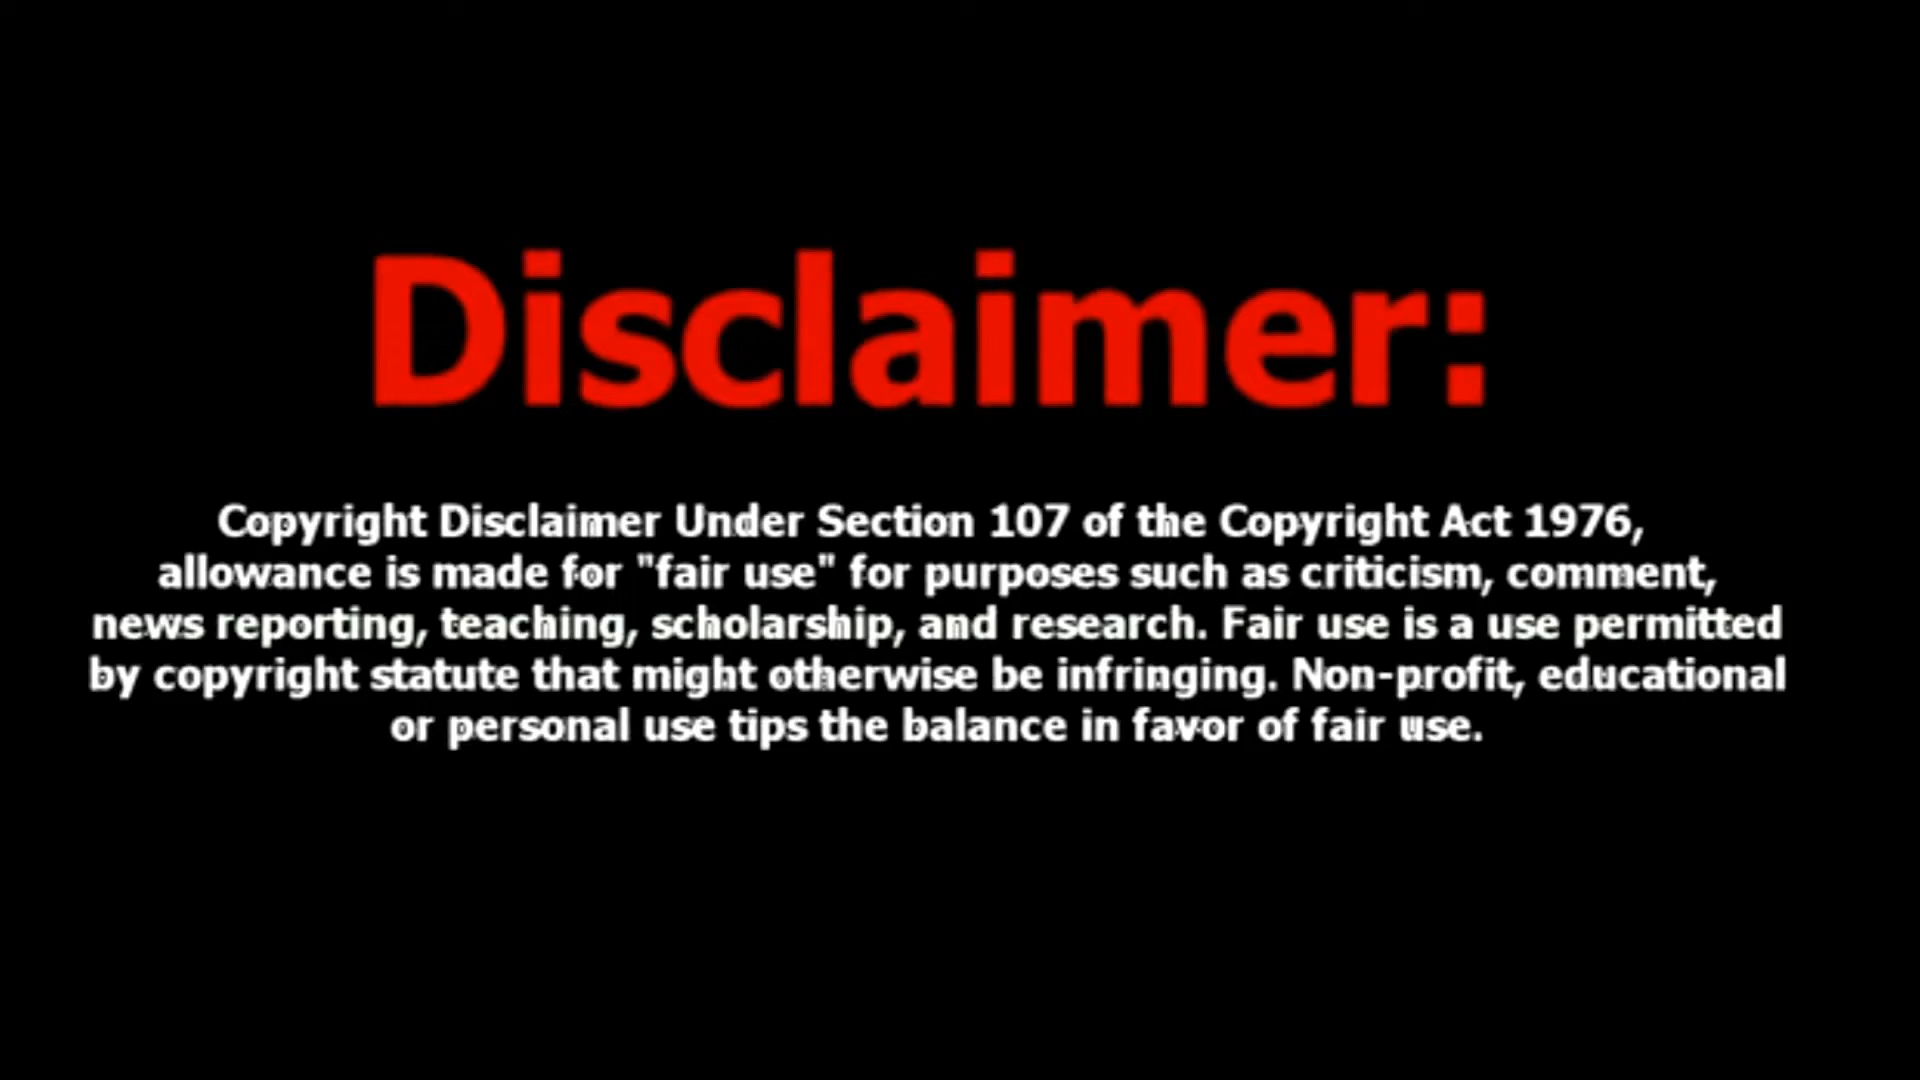 Disclaimer:
Copyright Disclaimer Under Section 107 of the Copyright Act 1976,
allowance is made for "fair use" for purposes such as criticism, comment,
news reporting, teaching, scholarship, and research. Fair use is a use permitted
by copyright statute that might otherwise be infringing. Non-profit, educational
or personal use tips the balance in favor of fair use.